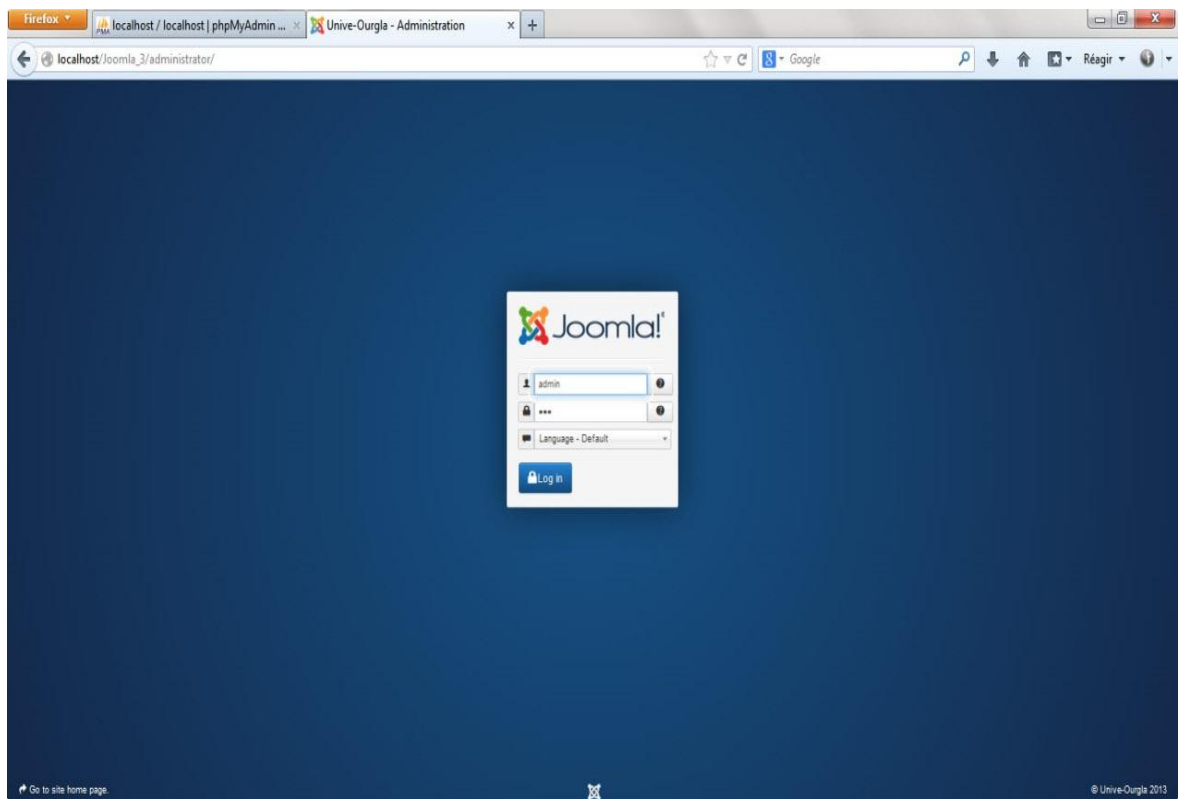 Firefox
localhost / localhost | phpMyAdmin ...
Unive-Ourgla - Administration
localhost/Joomla_3/administrator/
Google
Réagir
Joomla!
admin
•••
Language - Default
Log in
Go to site home page.
© Unive-Ourgla 2013